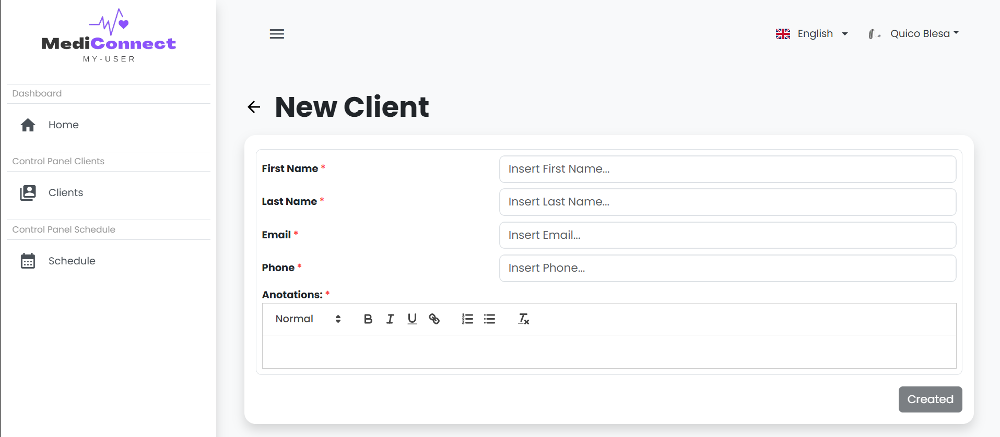 MediConnect
MY-USER
English
Quico Blesa
Dashboard
Home
Control Panel Clients
Clients
Control Panel Schedule
Schedule
New Client
First Name *
Insert First Name...
Last Name *
Insert Last Name...
Email *
Insert Email...
Phone *
Insert Phone...
Anotations: *
Normal
Created